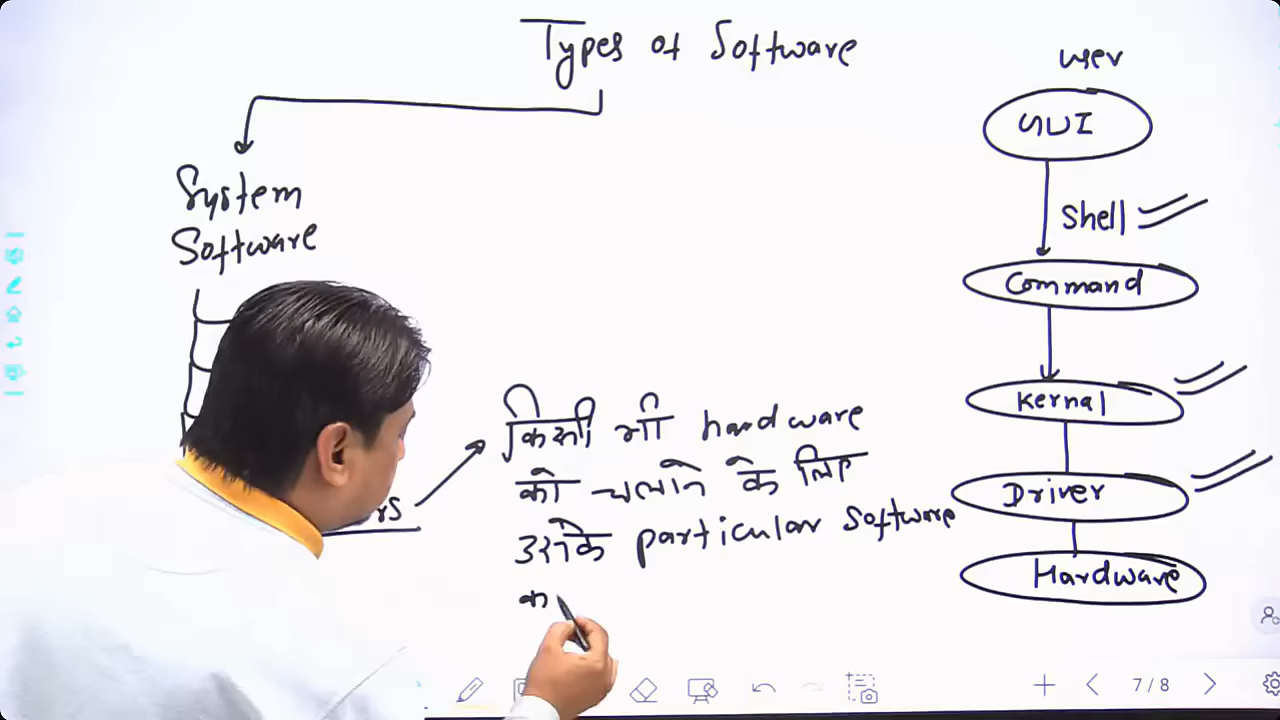 Types of Software
System
Software
rs
किसी भी hardware
को चलाने के लिए
उसके particular software
क
user
GUI
Shell
Command
Kernal
Driver
Hardware
7/8